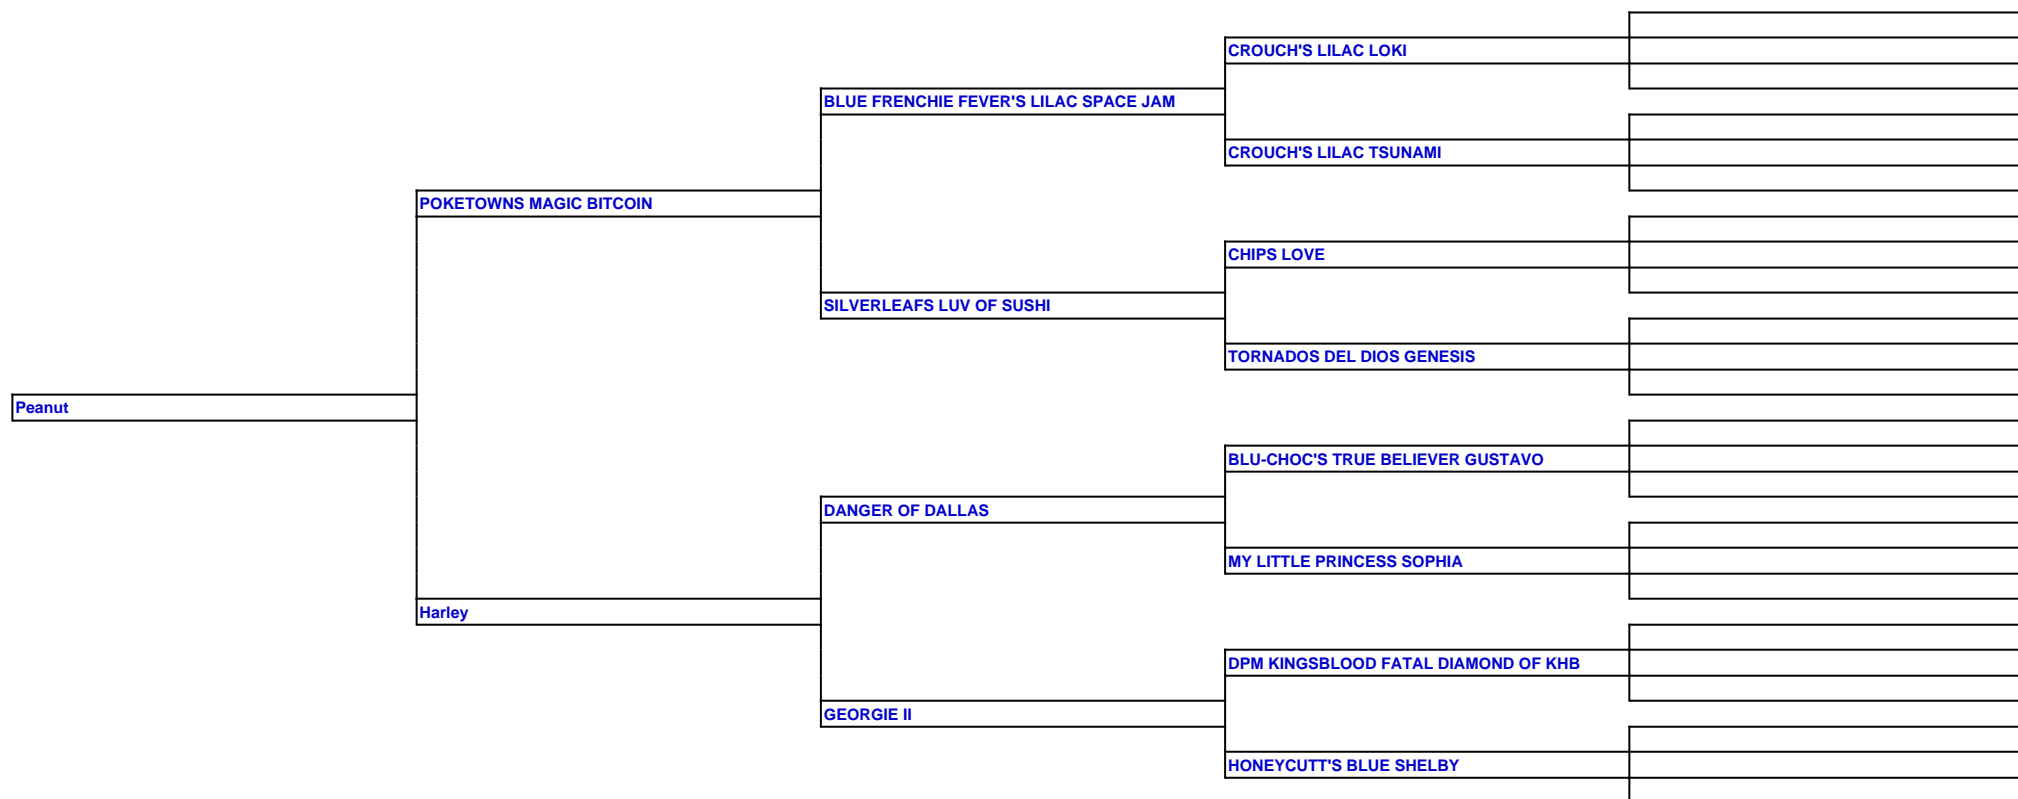 CROUCH'S LILAC LOKI
BLUE FRENCHIE FEVER'S LILAC SPACE JAM
CROUCH'S LILAC TSUNAMI
POKETOWNS MAGIC BITCOIN
CHIPS LOVE
SILVERLEAFS LUV OF SUSHI
TORNADOS DEL DIOS GENESIS
Peanut
BLU-CHOC'S TRUE BELIEVER GUSTAVO
DANGER OF DALLAS
MY LITTLE PRINCESS SOPHIA
Harley
DPM KINGSBLOOD FATAL DIAMOND OF KHB
GEORGIE II
HONEYCUTT'S BLUE SHELBY